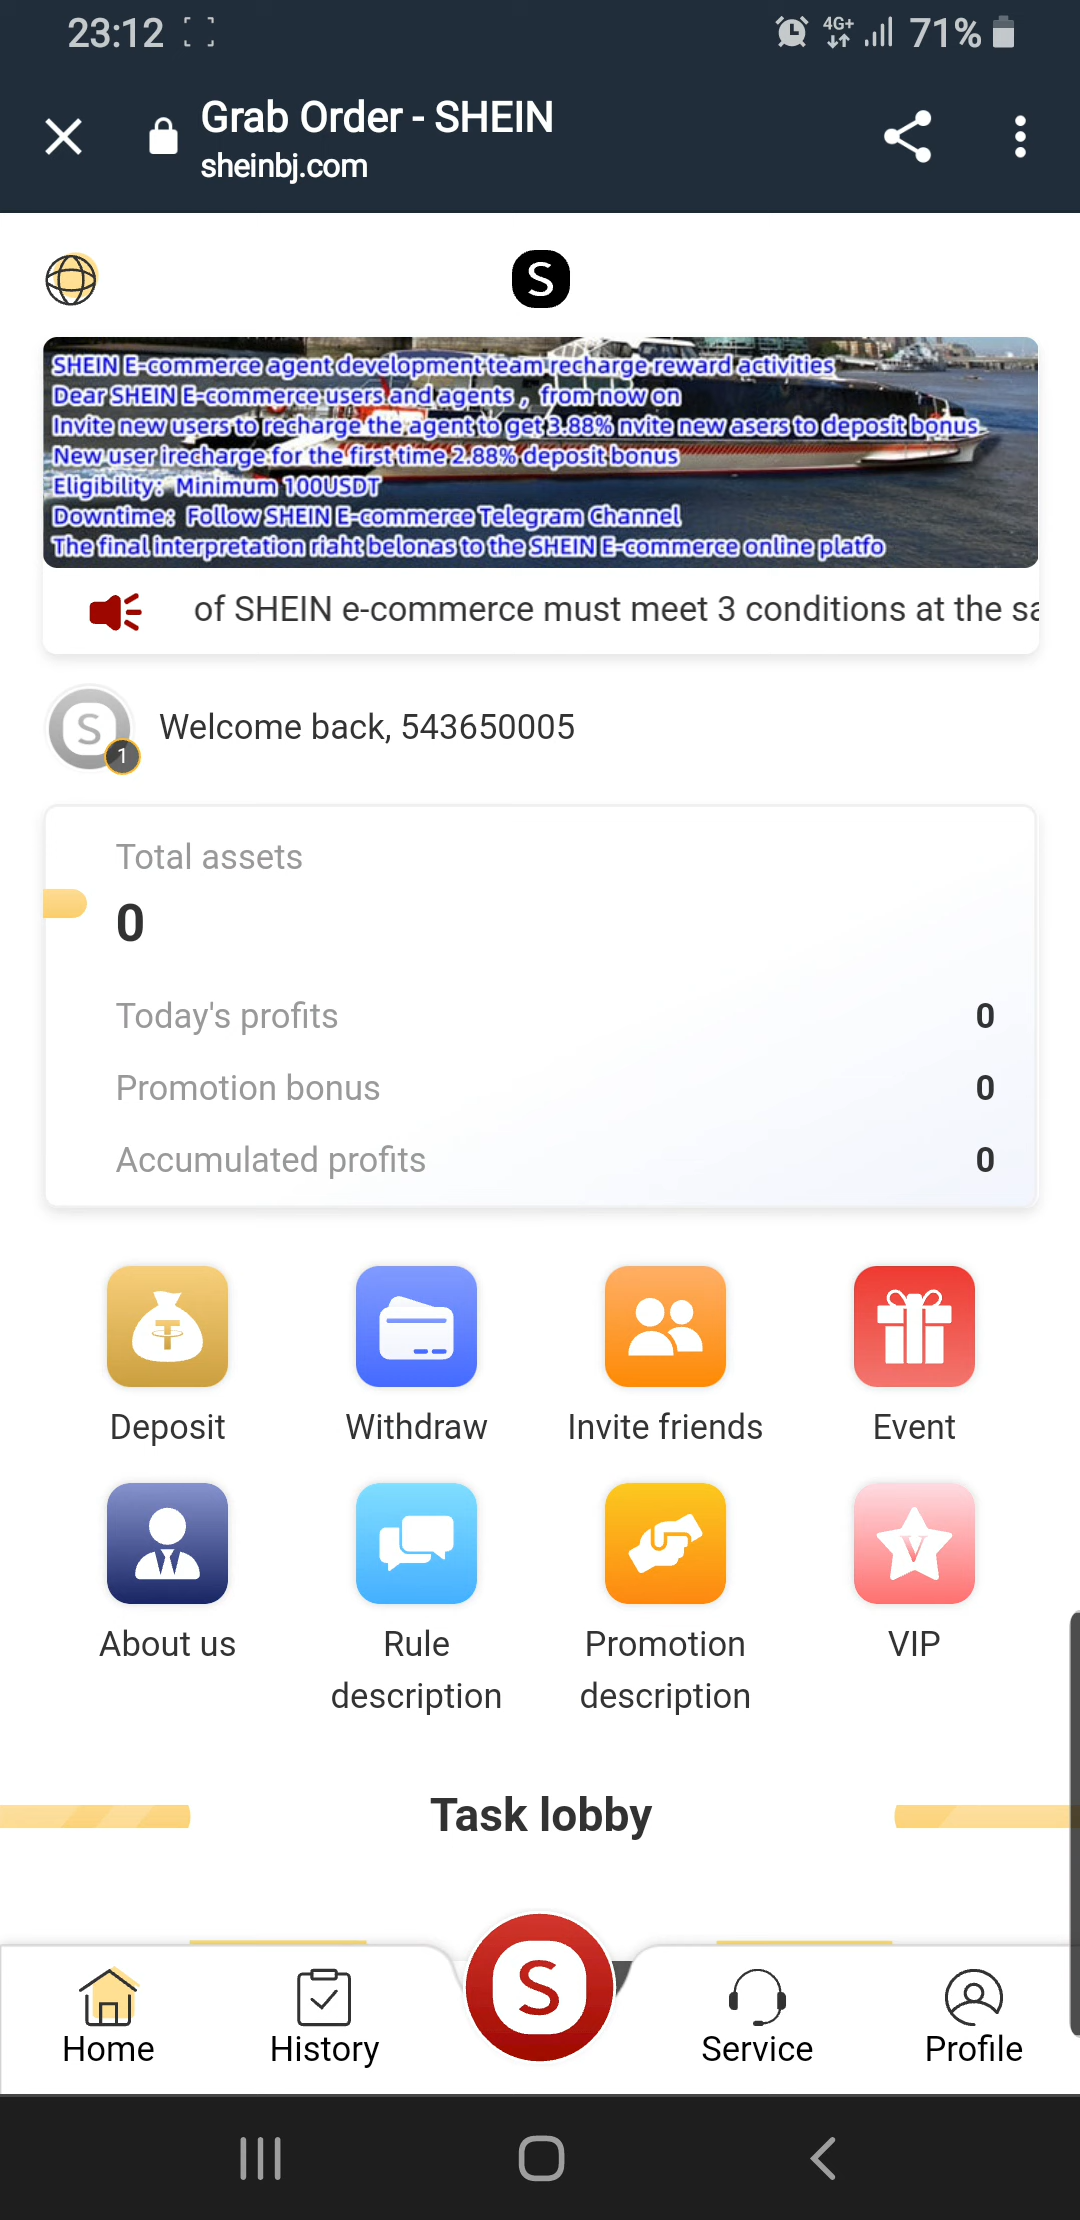 23:12
4G+
71%
Grab Order - SHEIN
sheinbj.com
S
SHEIN E-commerce agent development team recharge reward activities
Dear SHEIN E-commerce users and agents , from now on
Invite new users to recharge the agent to get 3.88% nvite new asers to deposit bonus
New user irecharge for the first time 2.88% deposit bonus
Eligibility: Minimum 100USDT
Downtime: Follow SHEIN E-commerce Telegram Channel
The final interpretation riaht belonas to the SHEIN E-commerce online platfo
of SHEIN e-commerce must meet 3 conditions at the sa
S
1
Welcome back, 543650005
Total assets
0
Today's profits 0
Promotion bonus 0
Accumulated profits 0
Deposit Withdraw Invite friends Event
V
About us Rule description Promotion description VIP
Task lobby
S
Home History Service Profile